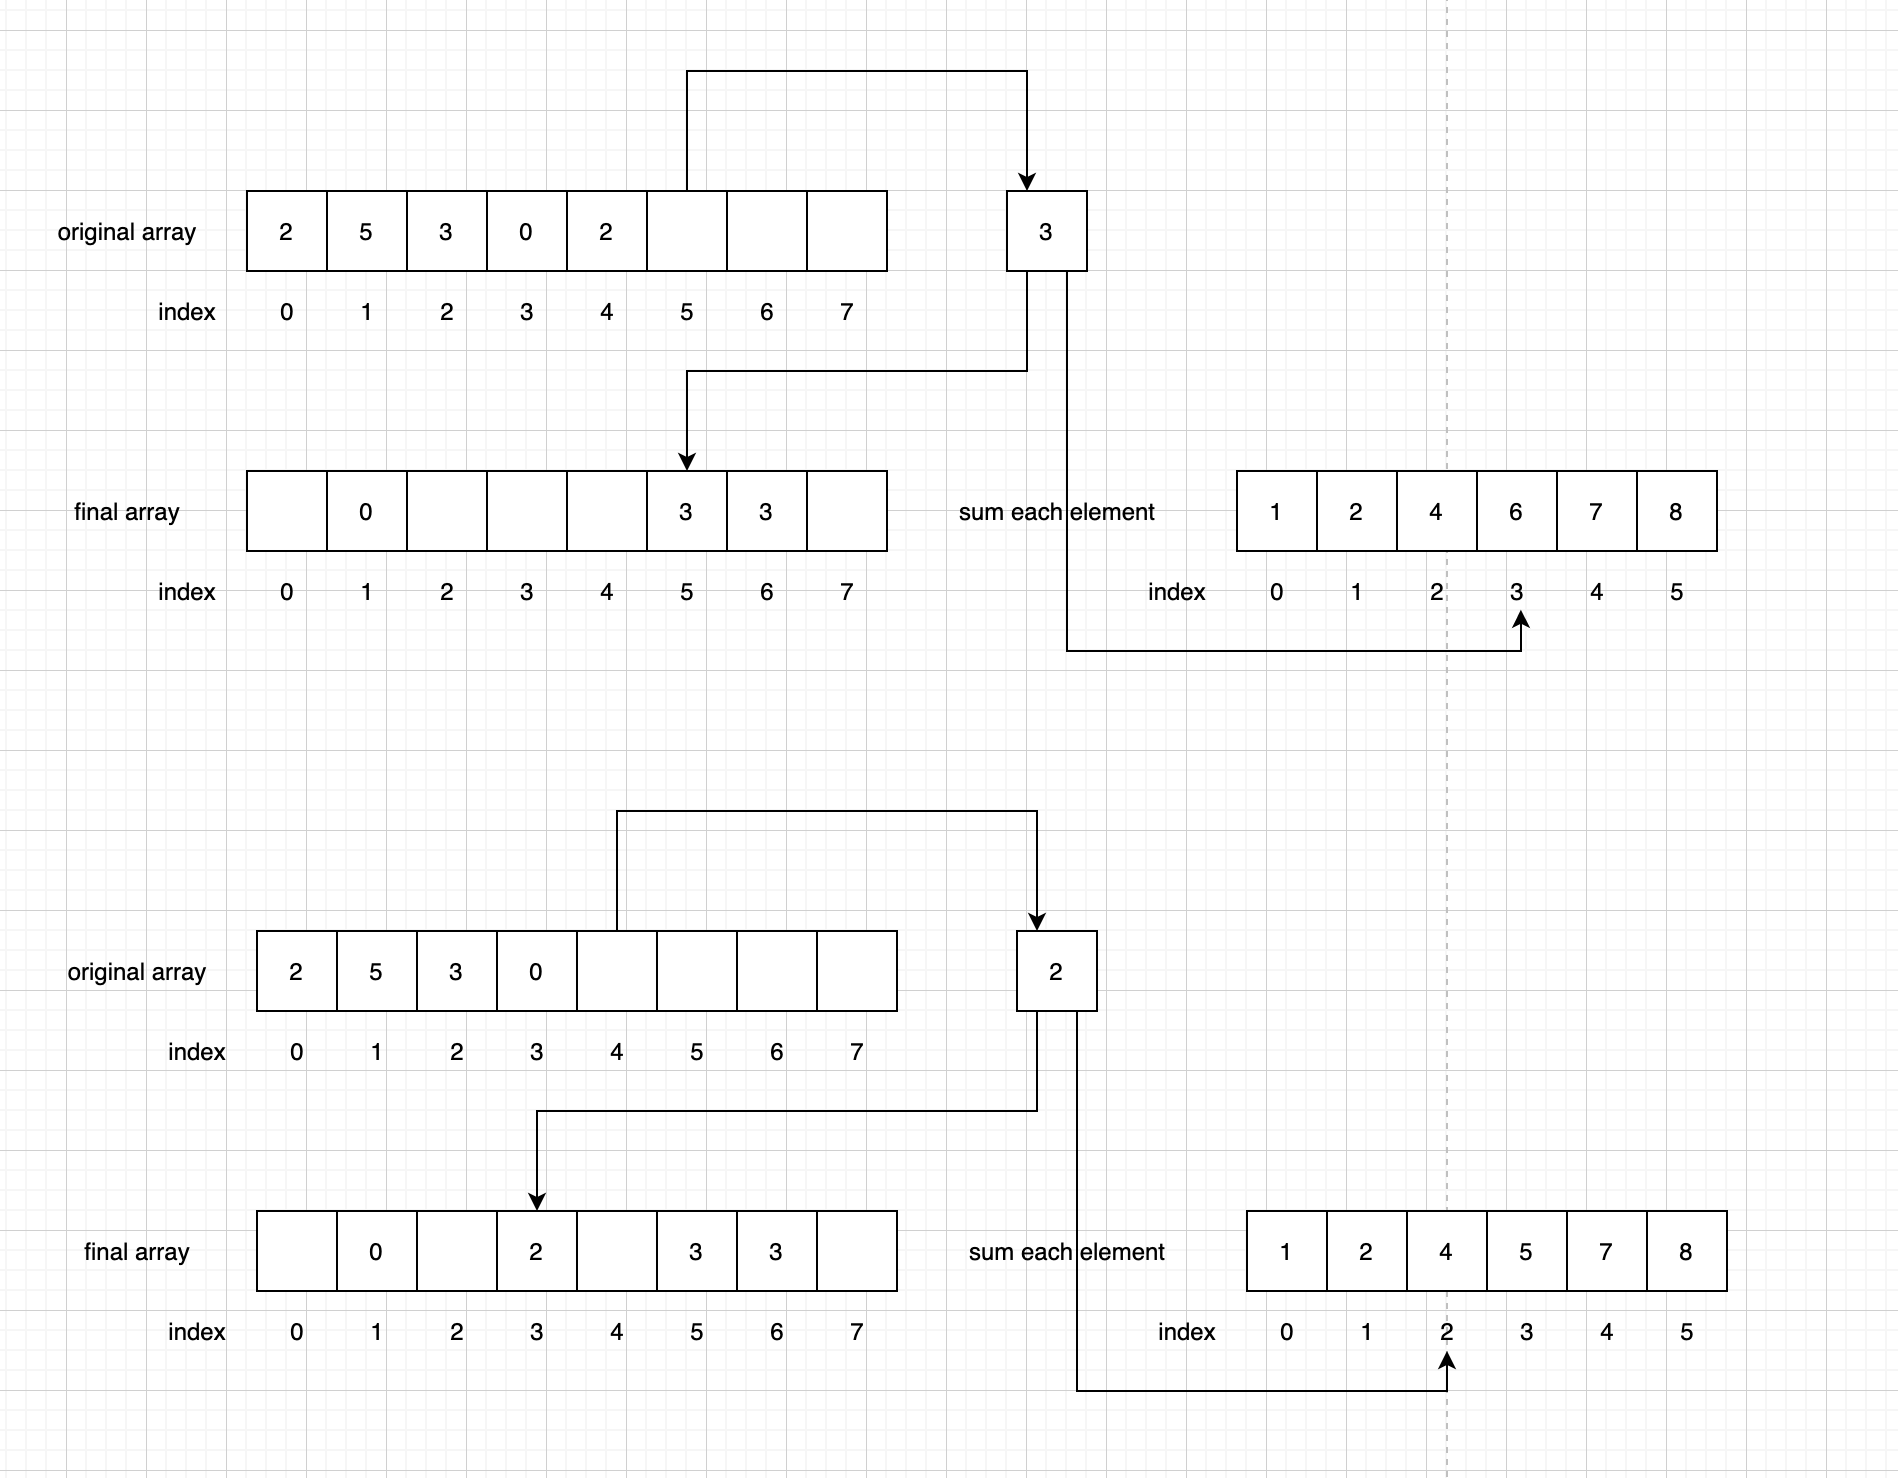 original array 2 5 3 0 2 3
index 0 1 2 3 4 5 6 7
final array 0 3 3 sum each element 1 2 4 6 7 8
index 0 1 2 3 4 5 6 7 index 0 1 2 3 4 5
original array 2 5 3 0 2
index 0 1 2 3 4 5 6 7
final array 0 2 3 3 sum each element 1 2 4 5 7 8
index 0 1 2 3 4 5 6 7 index 0 1 2 3 4 5